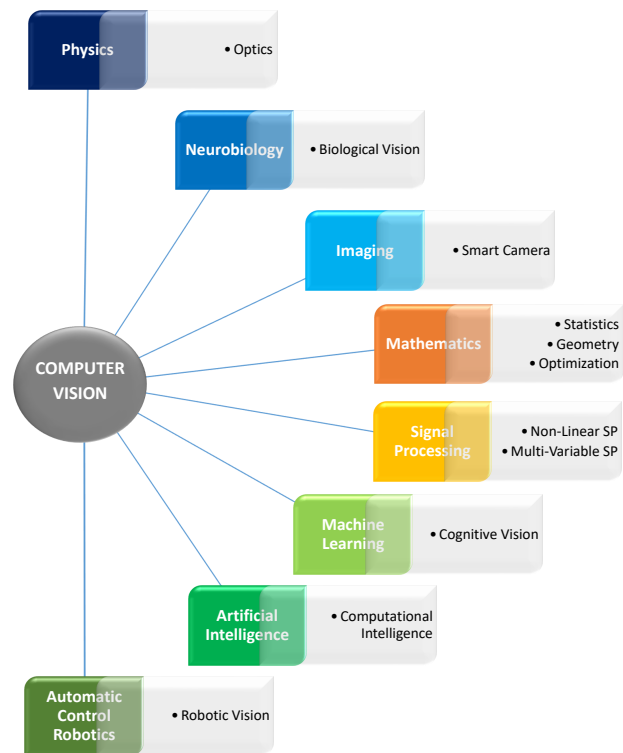 Physics
• Optics
Neurobiology
• Biological Vision
Imaging
• Smart Camera
Mathematics
• Statistics
• Geometry
• Optimization
COMPUTER
VISION
Signal
Processing
• Non-Linear SP
• Multi-Variable SP
Machine
Learning
• Cognitive Vision
Artificial
Intelligence
• Computational
Intelligence
Automatic
Control
Robotics
• Robotic Vision